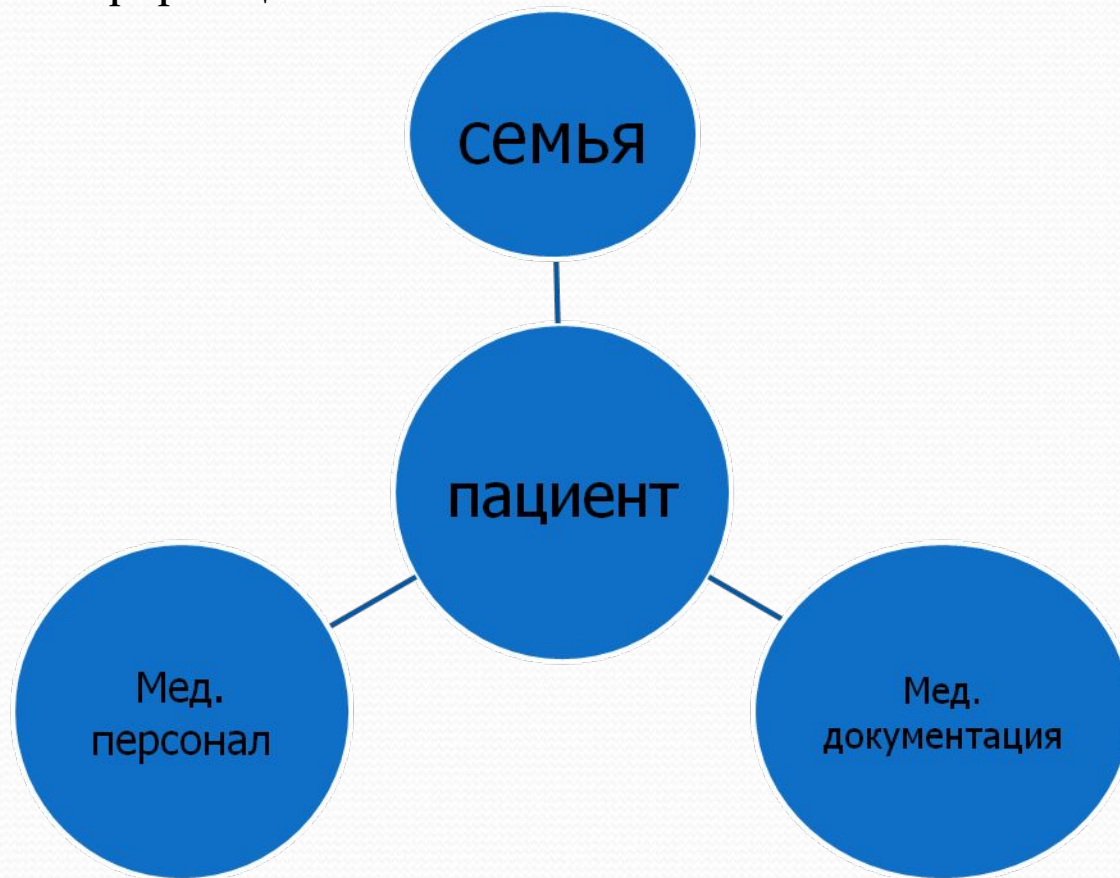 семья
пациент
Мед.
персонал
Мед.
документация